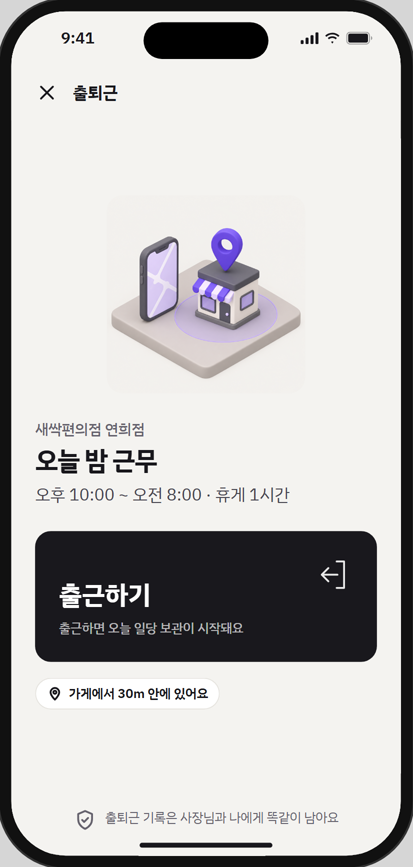 9:41
출퇴근
새싹편의점 연희점
오늘 밤 근무
오후 10:00 ~ 오전 8:00 · 휴게 1시간
출근하기
출근하면 오늘 일당 보관이 시작돼요
가게에서 30m 안에 있어요
출퇴근 기록은 사장님과 나에게 똑같이 남아요